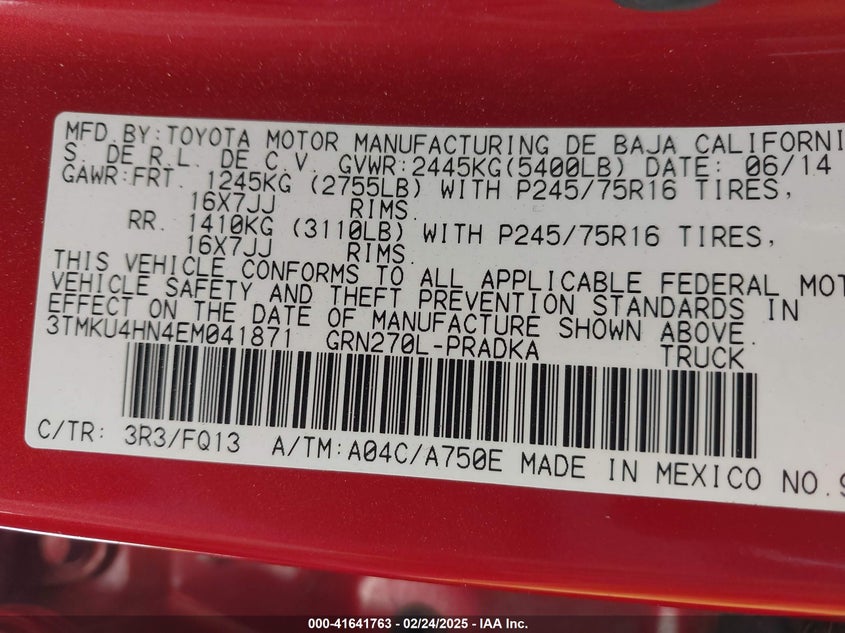 MFD BY:TOYOTA MOTOR MANUFACTURING DE BAJA CALIFORNI
S. DE R.L. DE C.V. GVWR:2445KG(5400LB) DATE: 06/14
GAWR:FRT. 1245KG (2755LB) WITH P245/75R16 TIRES,
16X7JJ RIMS.
RR. 1410KG (3110LB) WITH P245/75R16 TIRES,
16X7JJ RIMS.
THIS VEHICLE CONFORMS TO ALL APPLICABLE FEDERAL MOT
VEHICLE SAFETY AND THEFT PREVENTION STANDARDS IN
EFFECT ON THE DATE OF MANUFACTURE SHOWN ABOVE.
3TMKU4HN4EM041871 GRN270L-PRADKA TRUCK
C/TR: 3R3/FQ13 A/TM:A04C/A750E MADE IN MEXICO NO.9
000-41641763 - 02/24/2025 - IAA Inc.